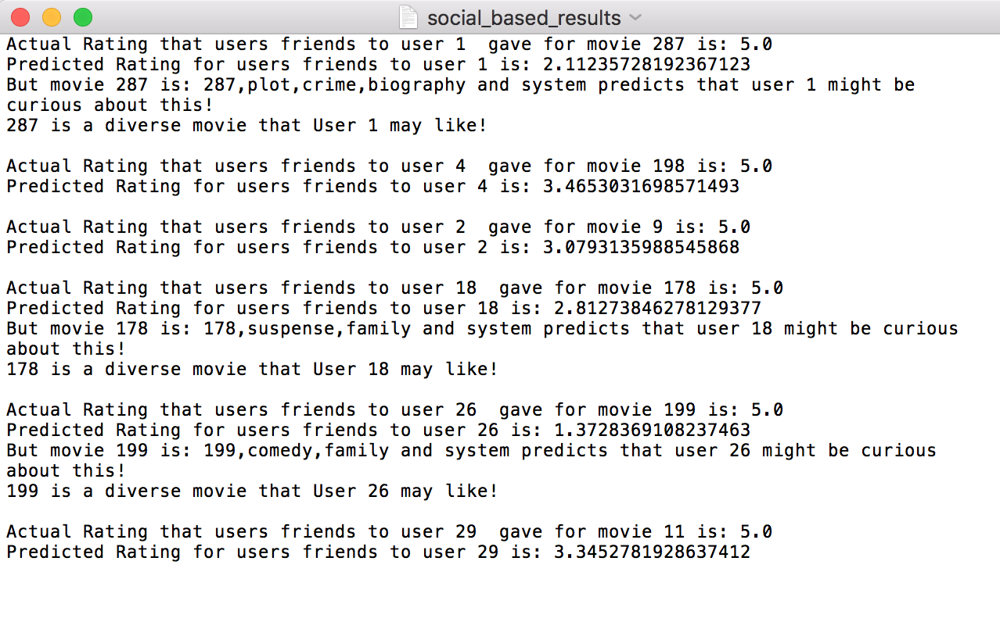 social_based_results
Actual Rating that users friends to user 1  gave for movie 287 is: 5.0
Predicted Rating for users friends to user 1 is: 2.11235728192367123
But movie 287 is: 287,plot,crime,biography and system predicts that user 1 might be
curious about this!
287 is a diverse movie that User 1 may like!
Actual Rating that users friends to user 4  gave for movie 198 is: 5.0
Predicted Rating for users friends to user 4 is: 3.4653031698571493
Actual Rating that users friends to user 2  gave for movie 9 is: 5.0
Predicted Rating for users friends to user 2 is: 3.0793135988545868
Actual Rating that users friends to user 18  gave for movie 178 is: 5.0
Predicted Rating for users friends to user 18 is: 2.81273846278129377
But movie 178 is: 178,suspense,family and system predicts that user 18 might be curious
about this!
178 is a diverse movie that User 18 may like!
Actual Rating that users friends to user 26  gave for movie 199 is: 5.0
Predicted Rating for users friends to user 26 is: 1.3728369108237463
But movie 199 is: 199,comedy,family and system predicts that user 26 might be curious
about this!
199 is a diverse movie that User 26 may like!
Actual Rating that users friends to user 29  gave for movie 11 is: 5.0
Predicted Rating for users friends to user 29 is: 3.3452781928637412